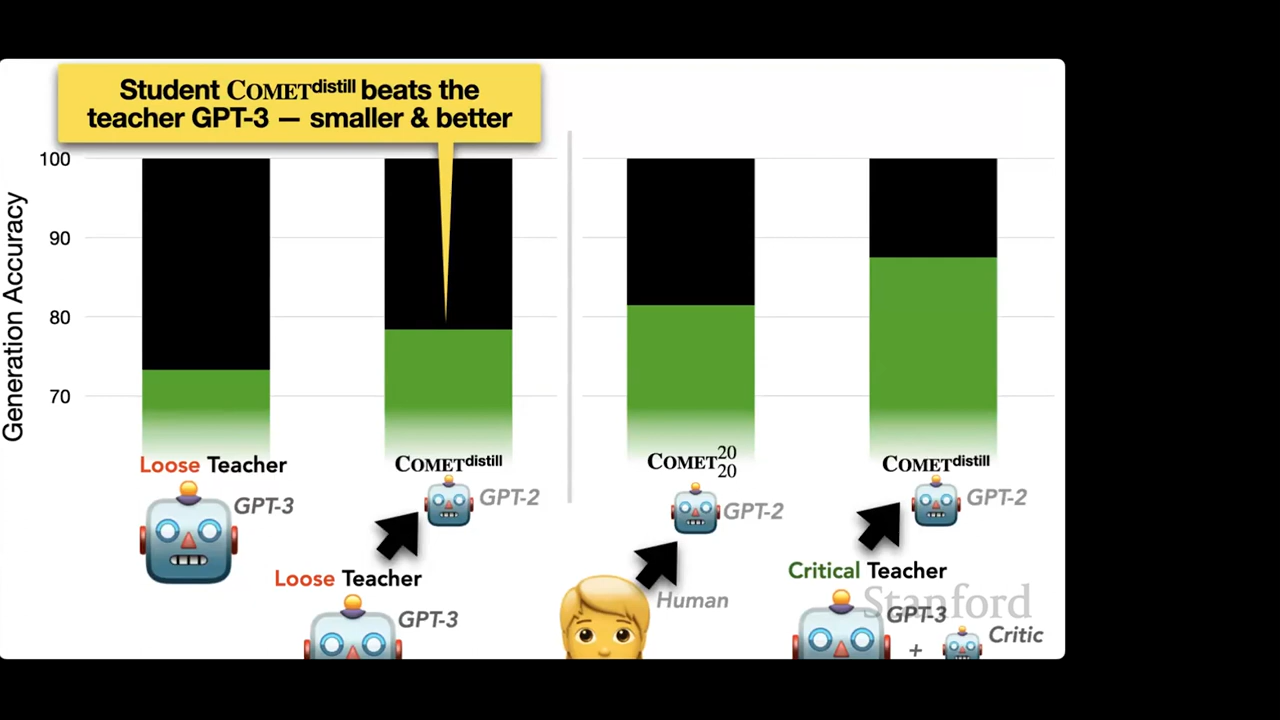 Student COMETdistill beats the
teacher GPT-3 — smaller & better
Generation Accuracy
100
90
80
70
Loose Teacher
GPT-3
COMETdistill
GPT-2
Loose Teacher
GPT-3
COMET20
20
GPT-2
Human
COMETdistill
GPT-2
Critical Teacher
Stanford
GPT-3
+
Critic